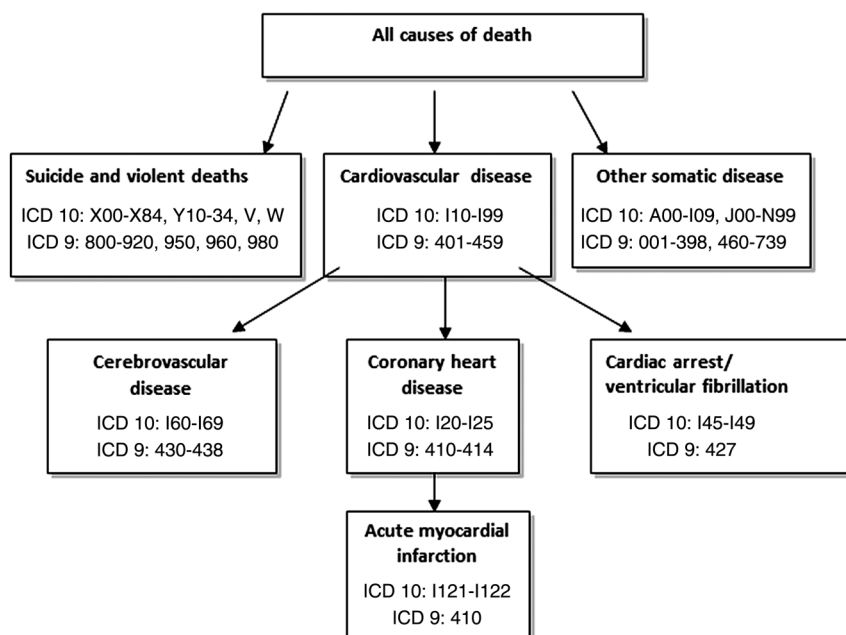 All causes of death
Suicide and violent deaths
ICD 10: X00-X84, Y10-34, V, W
ICD 9: 800-920, 950, 960, 980
Cardiovascular disease
ICD 10: I10-I99
ICD 9: 401-459
Other somatic disease
ICD 10: A00-I09, J00-N99
ICD 9: 001-398, 460-739
Cerebrovascular
disease
ICD 10: I60-I69
ICD 9: 430-438
Coronary heart
disease
ICD 10: I20-I25
ICD 9: 410-414
Cardiac arrest/
ventricular fibrillation
ICD 10: I45-I49
ICD 9: 427
Acute myocardial
infarction
ICD 10: I121-I122
ICD 9: 410